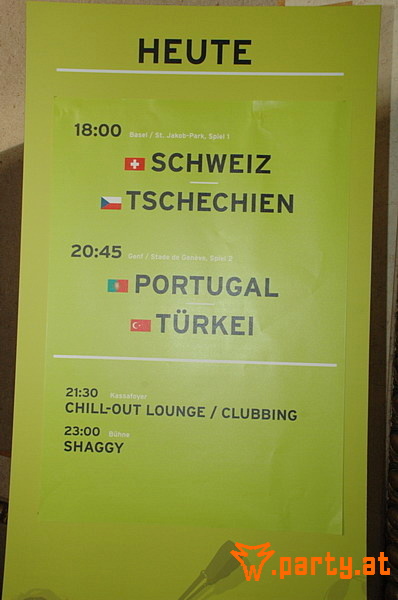 HEUTE
18:00 Basel / St. Jakob-Park, Spiel 1
SCHWEIZ
TSCHECHIEN
20:45 Genf / Stade de Genève, Spiel 2
PORTUGAL
TÜRKEI
21:30 Kassafoyer
CHILL-OUT LOUNGE / CLUBBING
23:00 Bühne
SHAGGY
.party.at